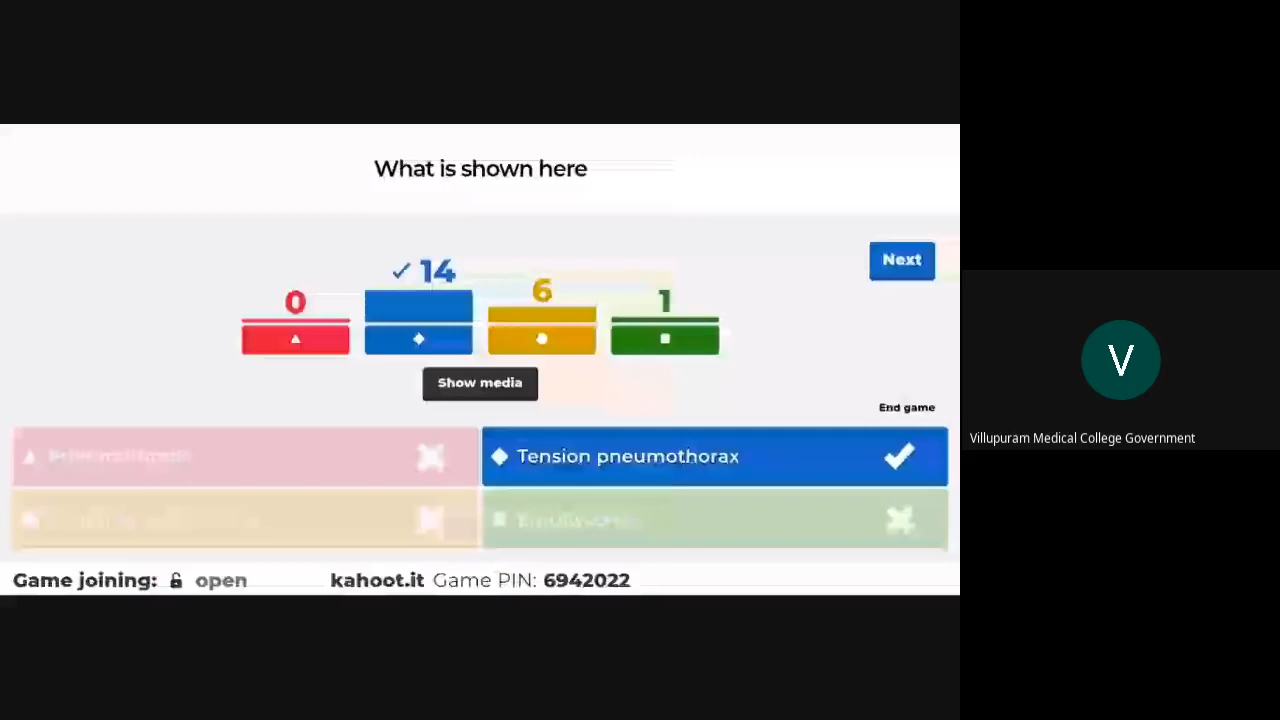 What is shown here
Next
0
14
6
1
Show media
End game
Tension pneumothorax
Game joining: open kahoot.it Game PIN: 6942022
V
Villupuram Medical College Government